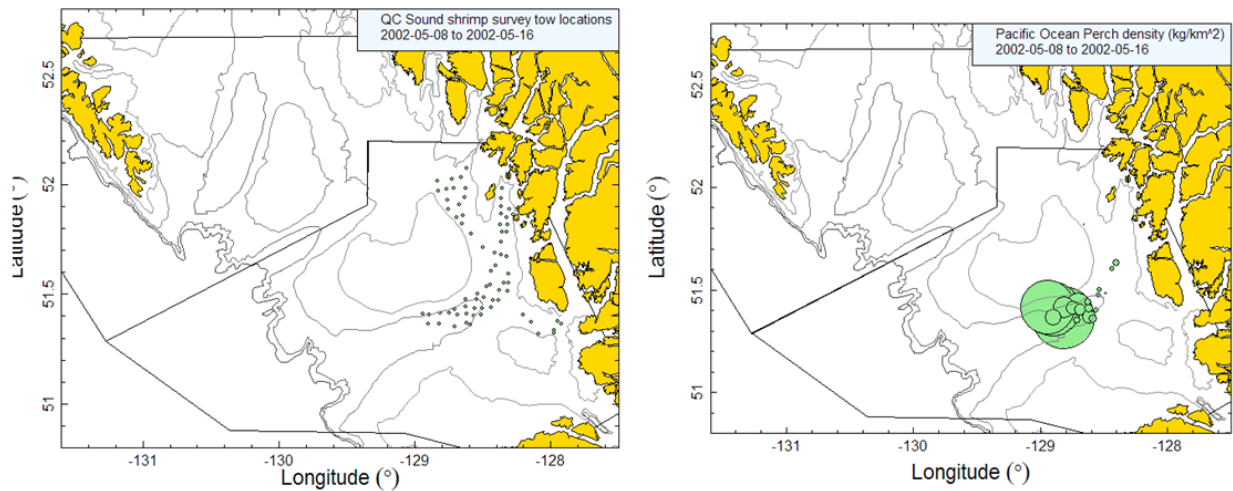 QC Sound shrimp survey tow locations
2002-05-08 to 2002-05-16
52.5
52
51.5
51
Latitude (°)
-131
-130
-129
-128
Longitude (°)
Pacific Ocean Perch density (kg/km^2)
2002-05-08 to 2002-05-16
52.5
52
51.5
51
Latitude (°)
-131
-130
-129
-128
Longitude (°)